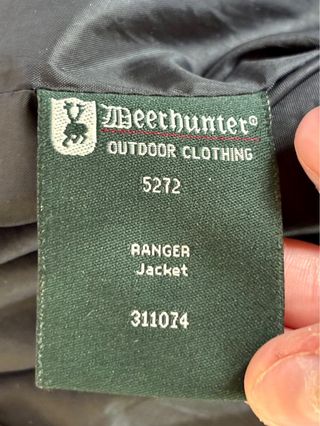 Deerhunter®
OUTDOOR CLOTHING
5272
RANGER
Jacket
311074